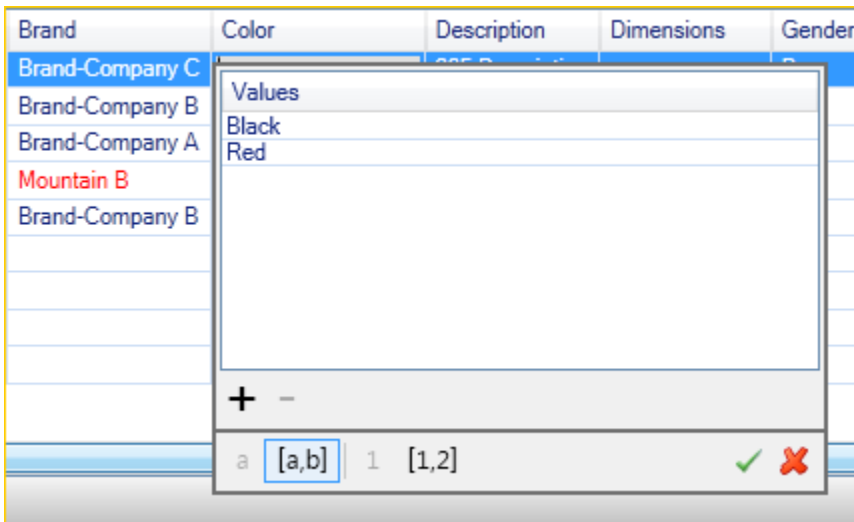 Brand Color Description Dimensions Gender
Brand-Company C
Brand-Company B
Brand-Company A
Mountain B
Brand-Company B
Values
Black
Red
+ -
a [a,b] 1 [1,2]